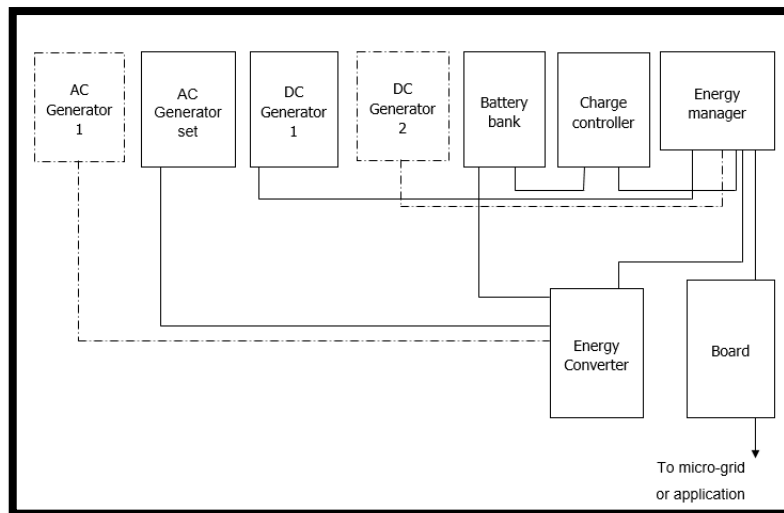 AC
Generator
1
AC
Generator
set
DC
Generator
1
DC
Generator
2
Battery
bank
Charge
controller
Energy
manager
Energy
Converter
Board
To micro-grid
or application